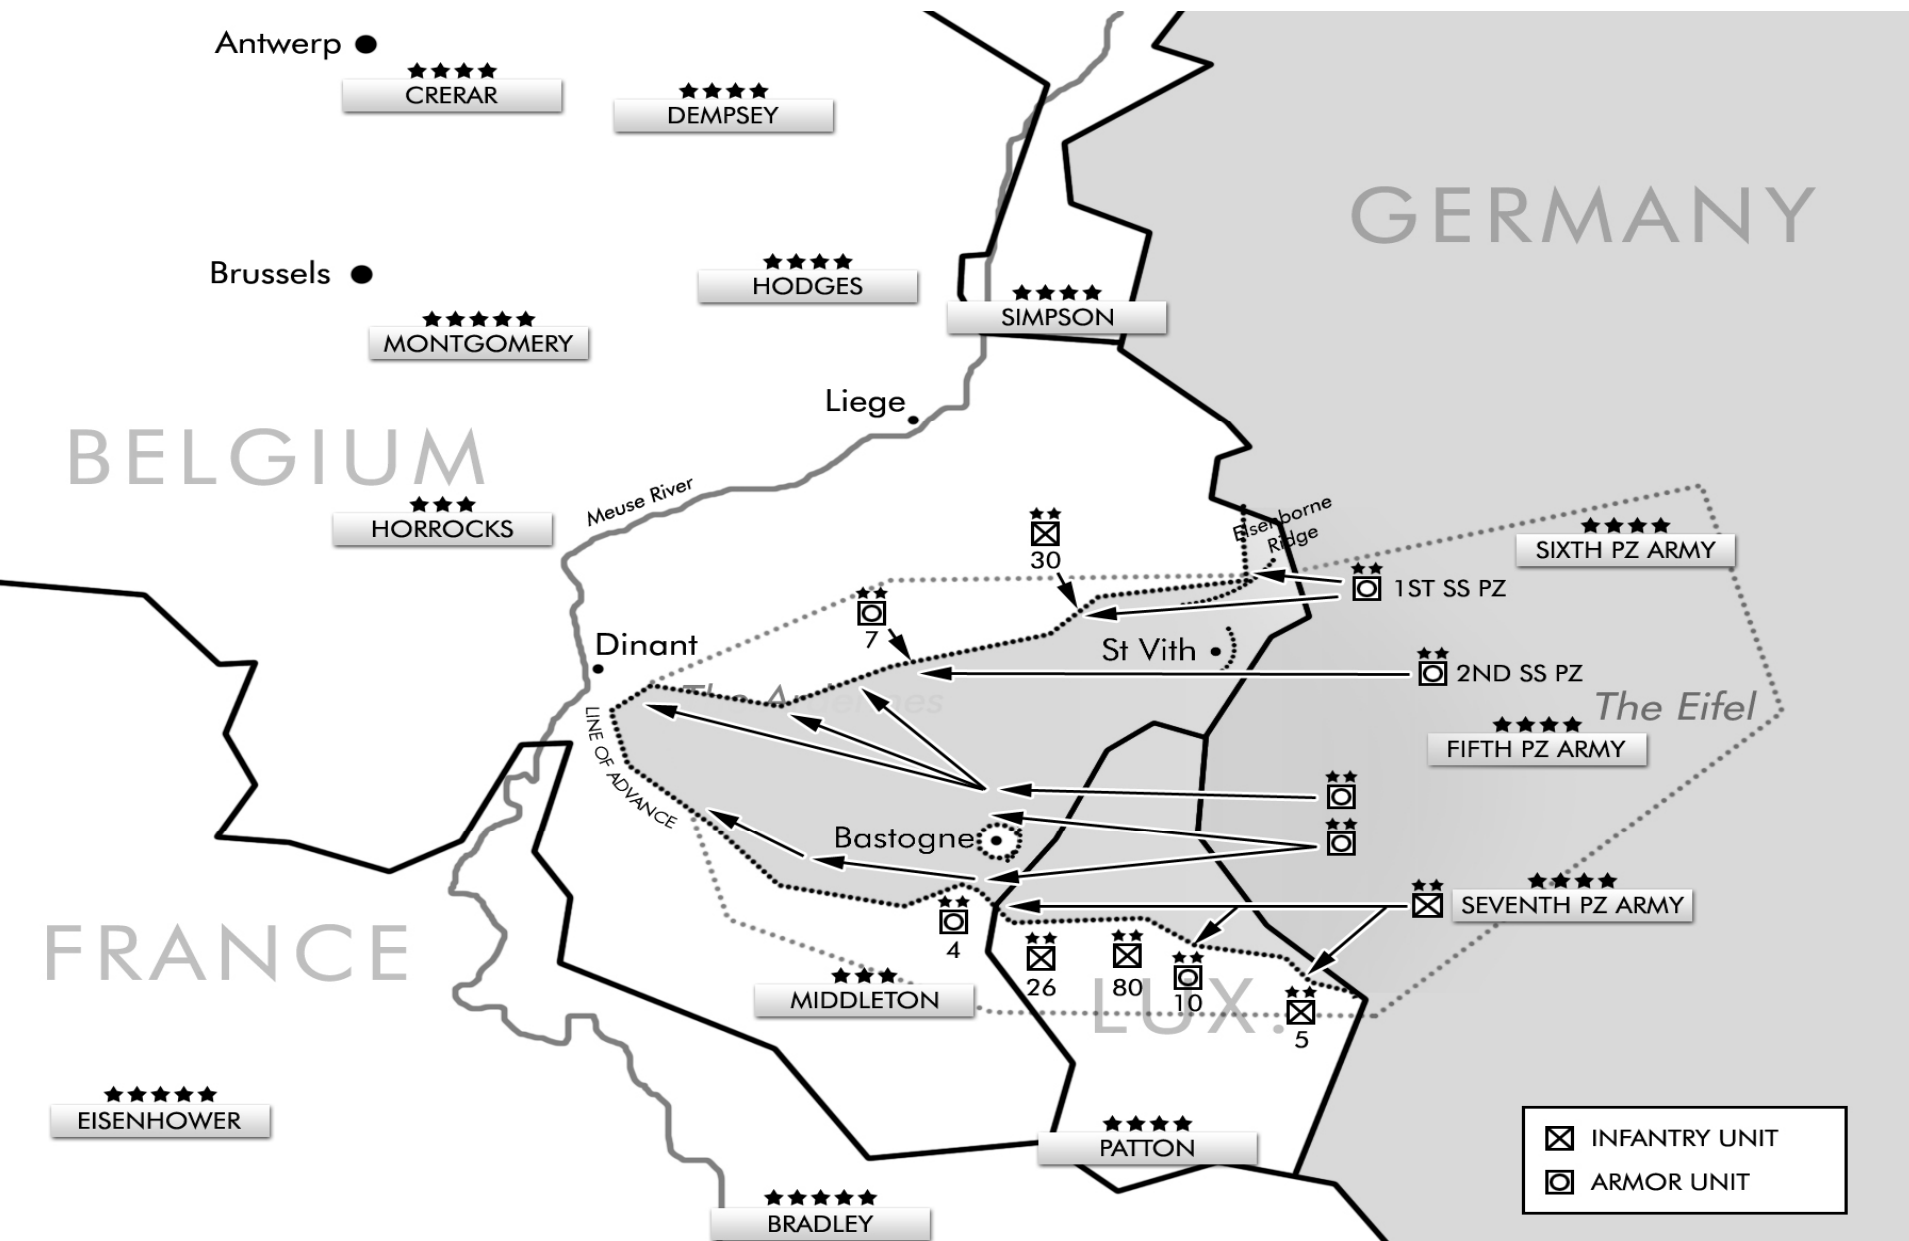 Antwerp
CRERAR
DEMPSEY
GERMANY
Brussels
HODGES
SIMPSON
MONTGOMERY
Liege
BELGIUM
Meuse River
HORROCKS
Elsenborne
Ridge
SIXTH PZ ARMY
30
1ST SS PZ
7
Dinant
St Vith
2ND SS PZ
The Ardennes
The Eifel
LINE OF ADVANCE
FIFTH PZ ARMY
Bastogne
SEVENTH PZ ARMY
FRANCE
4
26
80
10
LUX.
5
MIDDLETON
EISENHOWER
PATTON
INFANTRY UNIT
ARMOR UNIT
BRADLEY